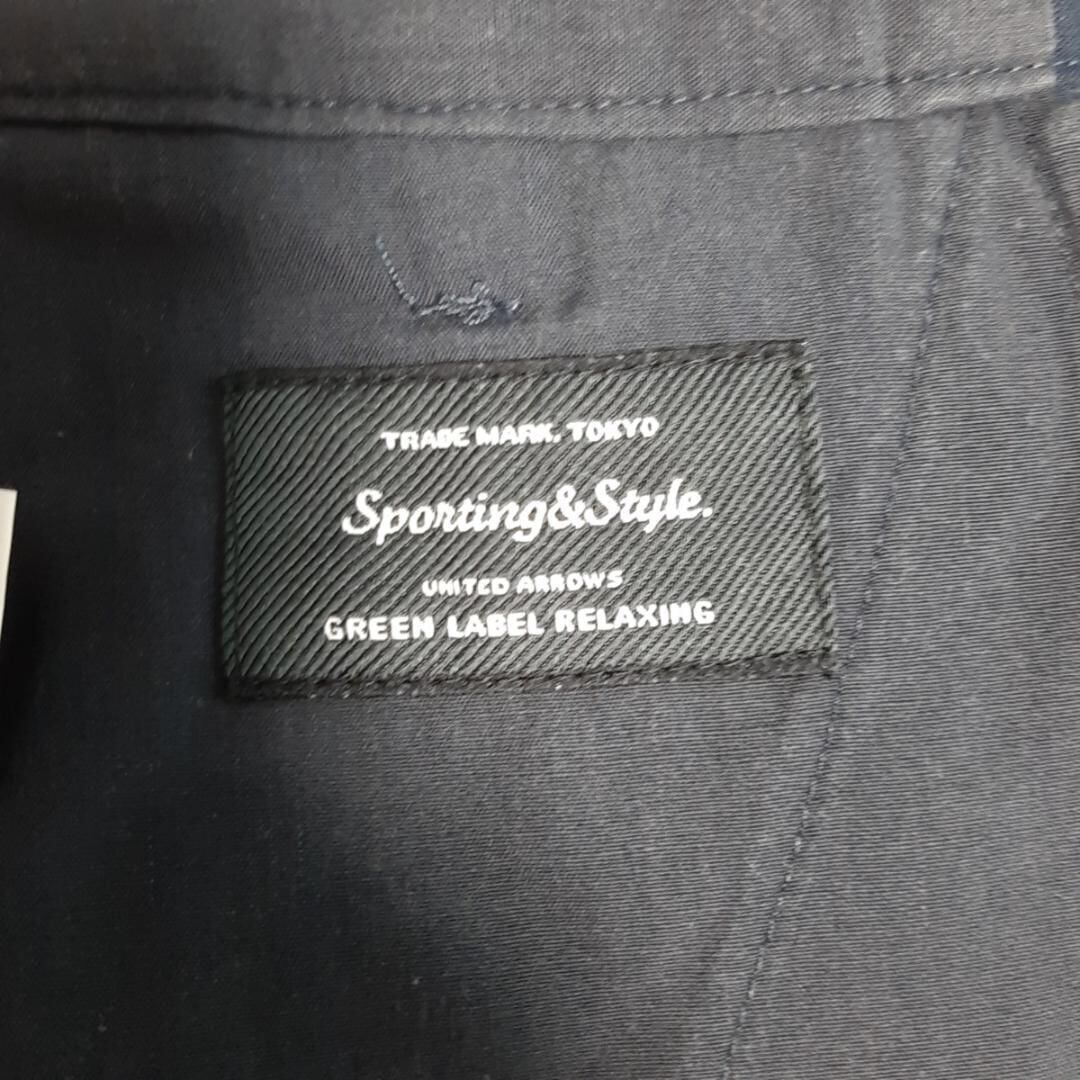 TRADE MARK. TOKYO
Sporting&Style.
UNITED ARROWS
GREEN LABEL RELAXING